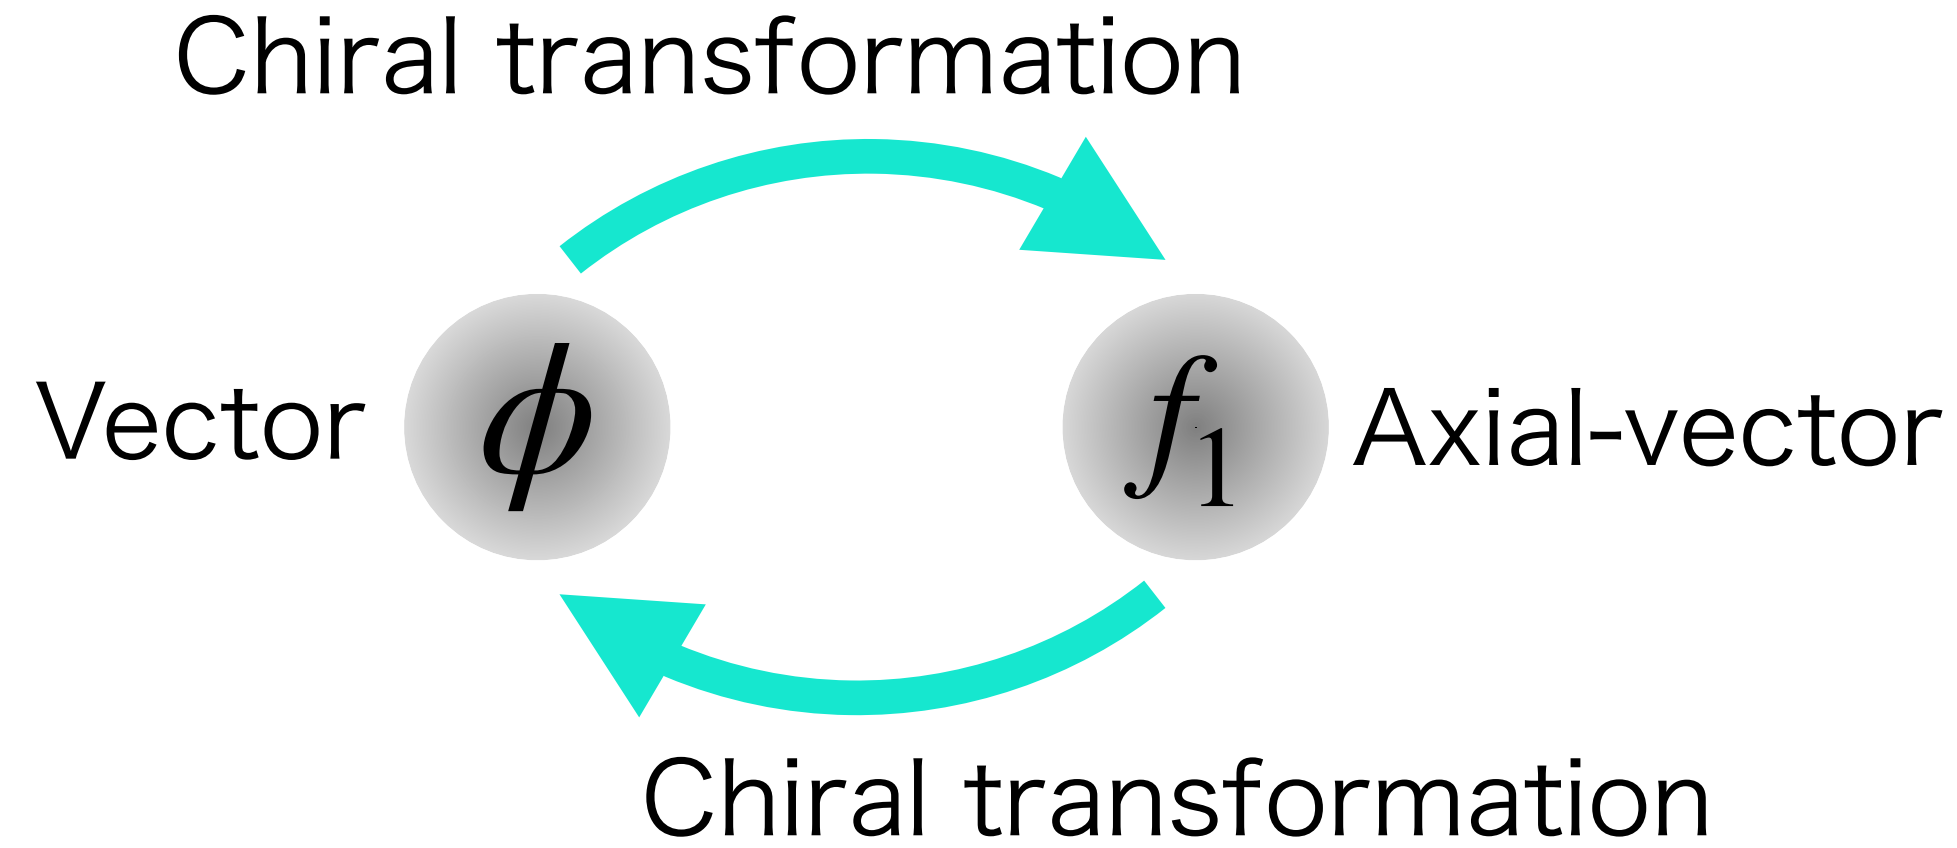 Chiral transformation
Vector ϕ f₁ Axial-vector
Chiral transformation